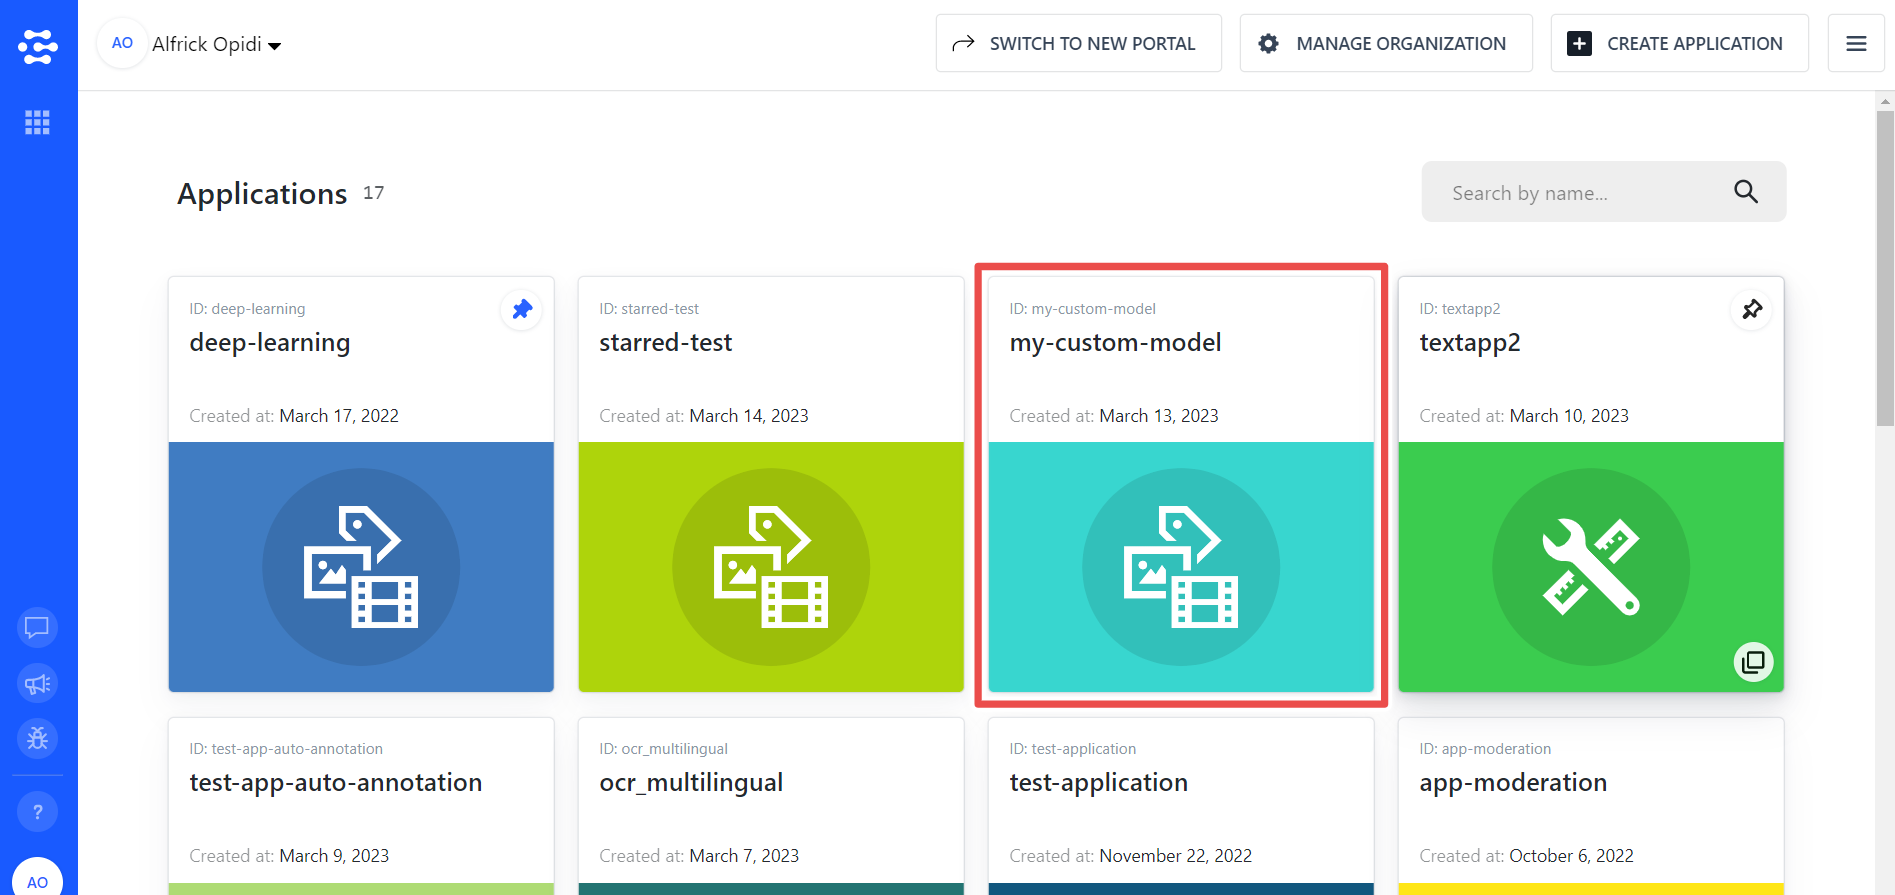 AO Alfrick Opidi
SWITCH TO NEW PORTAL
MANAGE ORGANIZATION
CREATE APPLICATION
Applications 17
Search by name...
ID: deep-learning
deep-learning
Created at: March 17, 2022
ID: starred-test
starred-test
Created at: March 14, 2023
ID: my-custom-model
my-custom-model
Created at: March 13, 2023
ID: textapp2
textapp2
Created at: March 10, 2023
ID: test-app-auto-annotation
test-app-auto-annotation
Created at: March 9, 2023
ID: ocr_multilingual
ocr_multilingual
Created at: March 7, 2023
ID: test-application
test-application
Created at: November 22, 2022
ID: app-moderation
app-moderation
Created at: October 6, 2022
?
AO